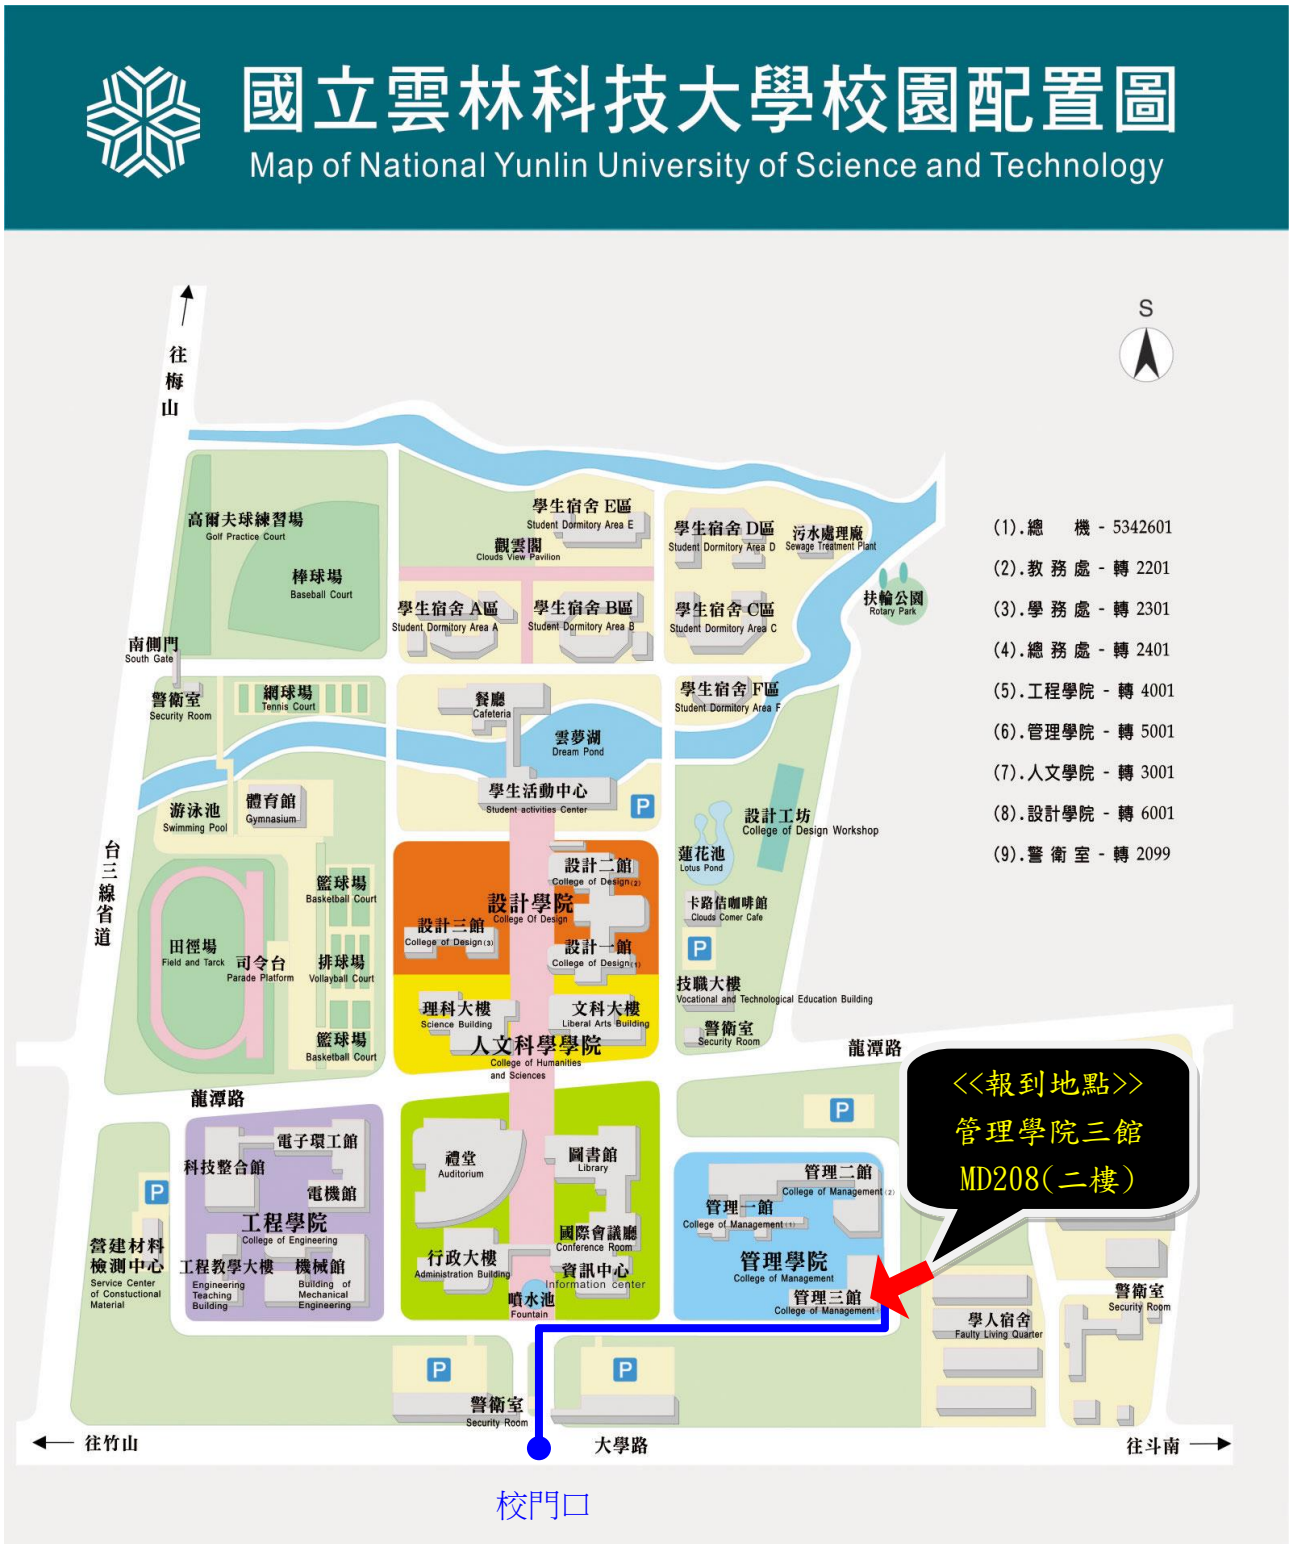 國立雲林科技大學校園配置圖
Map of National Yunlin University of Science and Technology
S
往梅山
(1).總 機 - 5342601
(2).教 務 處 - 轉 2201
(3).學 務 處 - 轉 2301
(4).總 務 處 - 轉 2401
(5).工程學院 - 轉 4001
(6).管理學院 - 轉 5001
(7).人文學院 - 轉 3001
(8).設計學院 - 轉 6001
(9).警 衛 室 - 轉 2099
高爾夫球練習場
Golf Practice Court
棒球場
Baseball Court
學生宿舍 E區
Student Dormitory Area E
觀雲閣
Clouds View Pavilion
學生宿舍 D區
Student Dormitory Area D
污水處理廠
Sewage Treatment Plant
學生宿舍 A區
Student Dormitory Area A
學生宿舍 B區
Student Dormitory Area B
學生宿舍 C區
Student Dormitory Area C
扶輪公園
Rotary Park
南側門
South Gate
警衛室
Security Room
網球場
Tennis Court
餐廳
Cafeteria
學生宿舍 F區
Student Dormitory Area F
雲夢湖
Dream Pond
學生活動中心
Student activities Center
P
游泳池
Swimming Pool
體育館
Gymnasium
設計工坊
College of Design Workshop
蓮花池
Lotus Pond
台三線省道
籃球場
Basketball Court
設計二館
College of Design(2)
設計學院
College Of Design
設計三館
College of Design(3)
設計一館
College of Design(1)
卡路佶咖啡館
Clouds Corner Cafe
P
田徑場
Field and Tarck
司令台
Parade Platform
排球場
Vollayball Court
技職大樓
Vocational and Technological Education Building
理科大樓
Science Building
文科大樓
Liberal Arts Building
警衛室
Security Room
籃球場
Basketball Court
人文科學學院
College of Humanities
and Sciences
龍潭路
龍潭路
<<報到地點>>
管理學院三館
MD208(二樓)
P
電子環工館
科技整合館
電機館
工程學院
College of Engineering
禮堂
Auditorium
圖書館
Library
管理二館
College of Management(2)
管理一館
College of Management(1)
P
營建材料
檢測中心
Service Center
of Constuctional
Material
工程教學大樓
Engineering
Teaching
Building
機械館
Building of
Mechanical
Engineering
行政大樓
Administration Building
國際會議廳
Conference Room
資訊中心
Information center
噴水池
Fountain
管理學院
College of Management
管理三館
College of Management
警衛室
Security Room
學人宿舍
Faulty Living Quarter
P
P
警衛室
Security Room
往竹山
大學路
往斗南
校門口